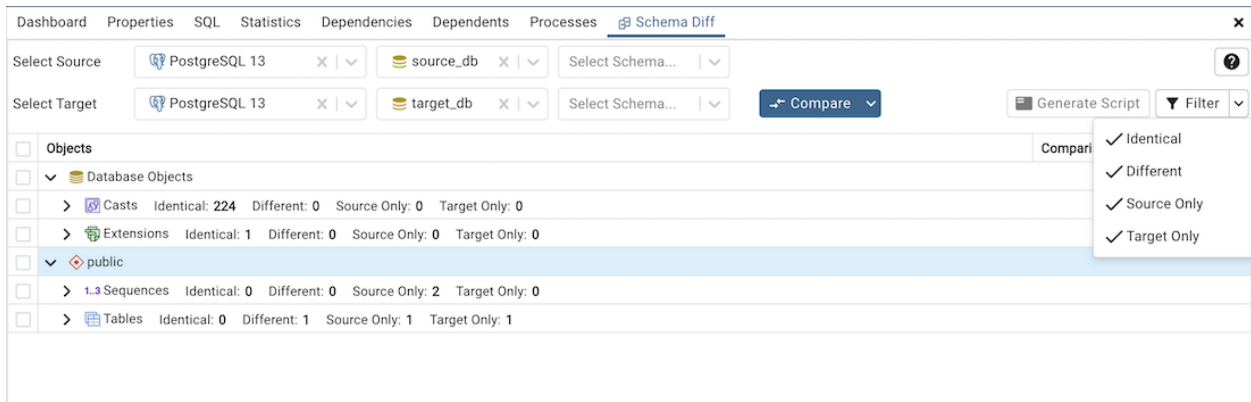 Dashboard Properties SQL Statistics Dependencies Dependents Processes Schema Diff
Select Source PostgreSQL 13 source_db Select Schema...
Select Target PostgreSQL 13 target_db Select Schema... Compare Generate Script Filter
Objects Compari
Identical
Different
Source Only
Target Only
Database Objects
Casts Identical: 224 Different: 0 Source Only: 0 Target Only: 0
Extensions Identical: 1 Different: 0 Source Only: 0 Target Only: 0
public
1..3 Sequences Identical: 0 Different: 0 Source Only: 2 Target Only: 0
Tables Identical: 0 Different: 1 Source Only: 1 Target Only: 1